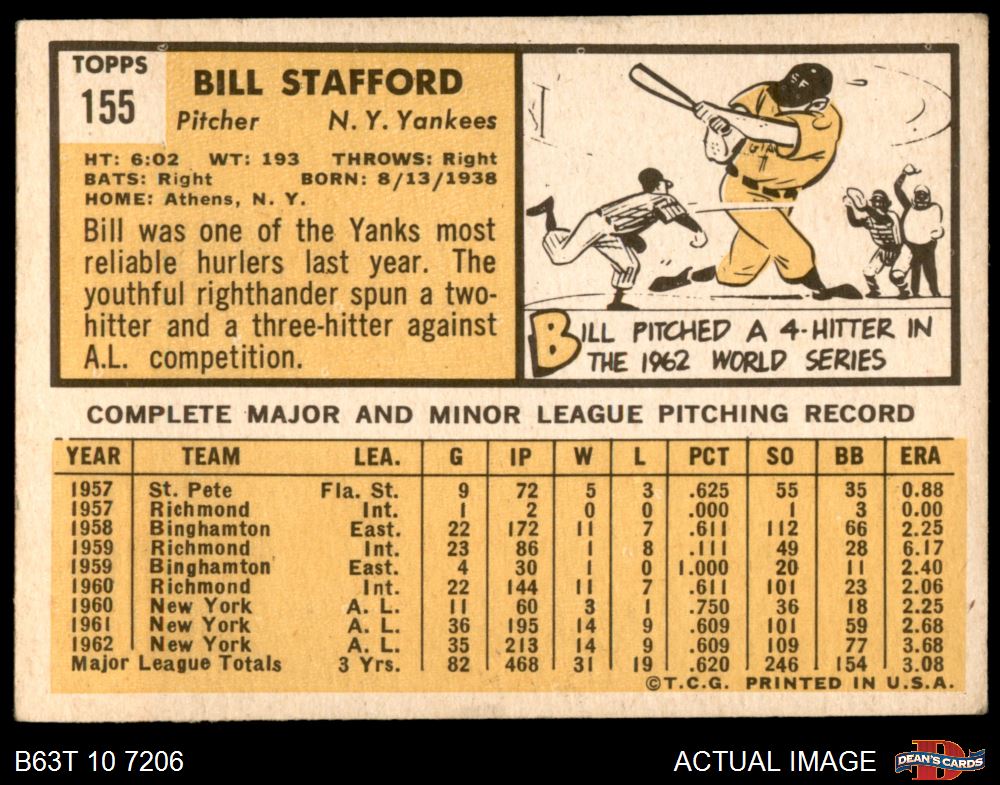 TOPPS
155
BILL STAFFORD
Pitcher N. Y. Yankees
HT: 6:02 WT: 193 THROWS: Right
BATS: Right BORN: 8/13/1938
HOME: Athens, N. Y.
Bill was one of the Yanks most
reliable hurlers last year. The
youthful righthander spun a two-
hitter and a three-hitter against
A.L. competition.
SF
BILL PITCHED A 4-HITTER IN
THE 1962 WORLD SERIES
COMPLETE MAJOR AND MINOR LEAGUE PITCHING RECORD
YEAR TEAM LEA. G IP W L PCT SO BB ERA
1957 St. Pete Fla. St. 9 72 5 3 .625 55 35 0.88
1957 Richmond Int. 1 2 0 0 .000 1 3 0.00
1958 Binghamton East. 22 172 11 7 .611 112 66 2.25
1959 Richmond Int. 23 86 1 8 .111 49 28 6.17
1959 Binghamton East. 4 30 1 0 1.000 20 11 2.40
1960 Richmond Int. 22 144 11 7 .611 101 23 2.06
1960 New York A. L. 11 60 3 1 .750 36 18 2.25
1961 New York A. L. 36 195 14 9 .609 101 59 2.68
1962 New York A. L. 35 213 14 9 .609 109 77 3.68
Major League Totals 3 Yrs. 82 468 31 19 .620 246 154 3.08
©T.C.G. PRINTED IN U.S.A.
B63T 10 7206 ACTUAL IMAGE D DEAN'S CARDS